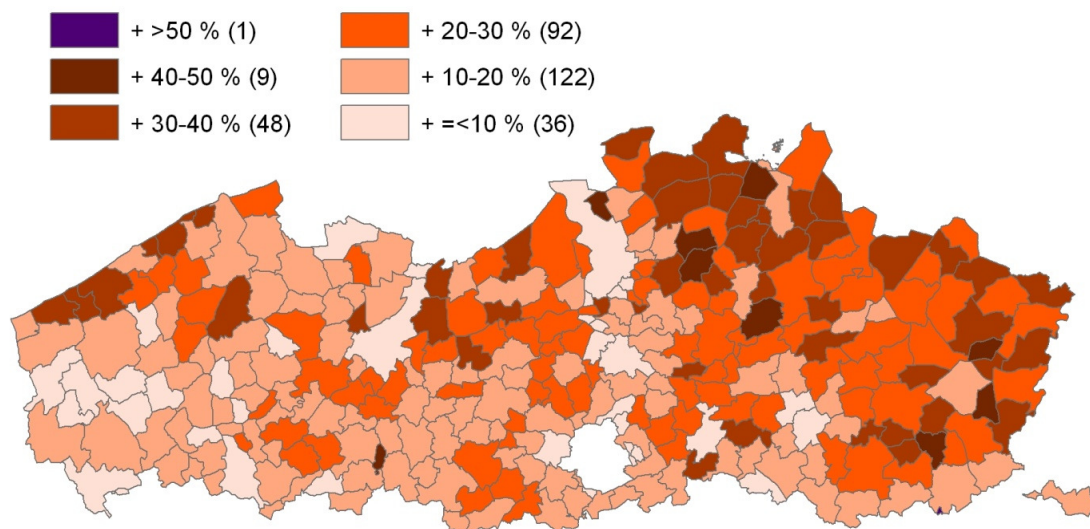 + >50 % (1)
+ 20-30 % (92)
+ 40-50 % (9)
+ 10-20 % (122)
+ 30-40 % (48)
+ =<10 % (36)